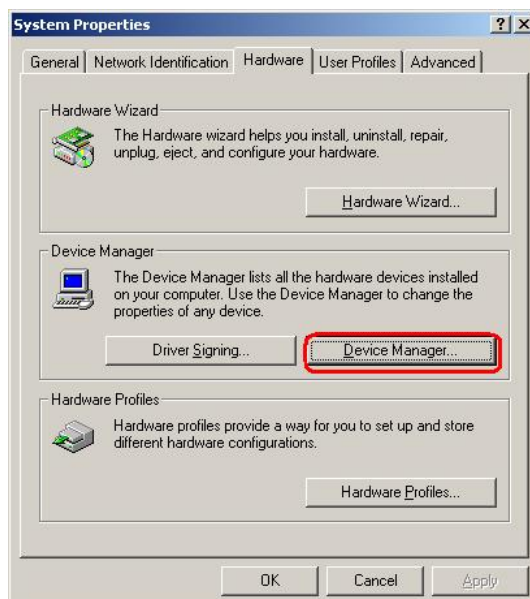 System Properties
General
Network Identification
Hardware
User Profiles
Advanced
Hardware Wizard
The Hardware wizard helps you install, uninstall, repair,
unplug, eject, and configure your hardware.
Hardware Wizard...
Device Manager
The Device Manager lists all the hardware devices installed
on your computer. Use the Device Manager to change the
properties of any device.
Driver Signing...
Device Manager...
Hardware Profiles
Hardware profiles provide a way for you to set up and store
different hardware configurations.
Hardware Profiles...
OK
Cancel
Apply